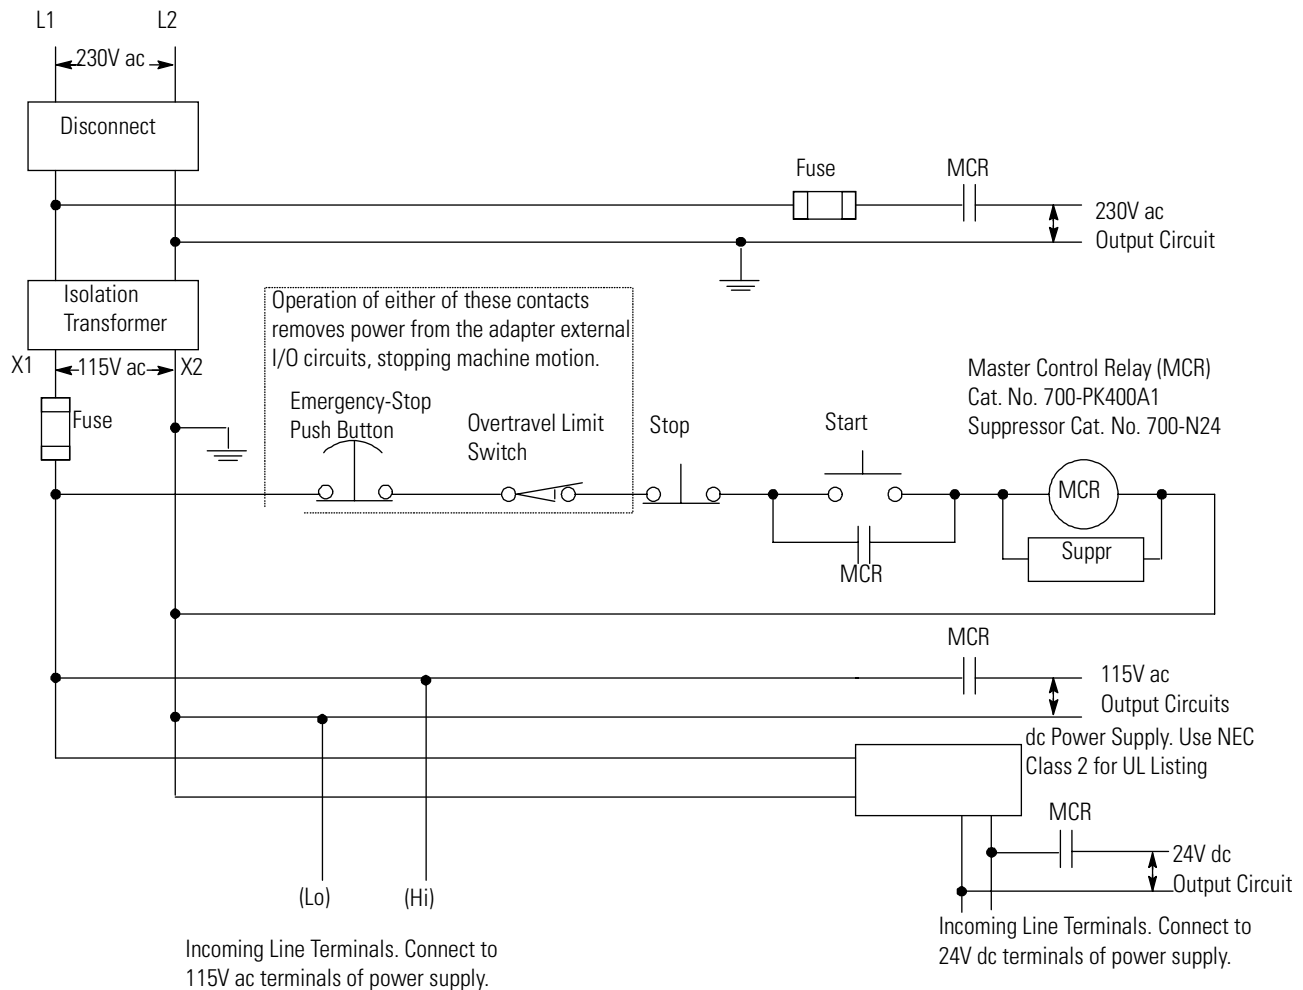 L1
L2
230V ac
Disconnect
Fuse
MCR
230V ac
Output Circuit
Isolation
Transformer
X1
115V ac
X2
Fuse
Operation of either of these contacts
removes power from the adapter external
I/O circuits, stopping machine motion.
Emergency-Stop
Push Button
Overtravel Limit
Switch
Stop
Start
Master Control Relay (MCR)
Cat. No. 700-PK400A1
Suppressor Cat. No. 700-N24
MCR
Suppr
MCR
MCR
115V ac
Output Circuits
dc Power Supply. Use NEC
Class 2 for UL Listing
MCR
24V dc
Output Circuit
(Lo)
(Hi)
Incoming Line Terminals. Connect to
115V ac terminals of power supply.
Incoming Line Terminals. Connect to
24V dc terminals of power supply.